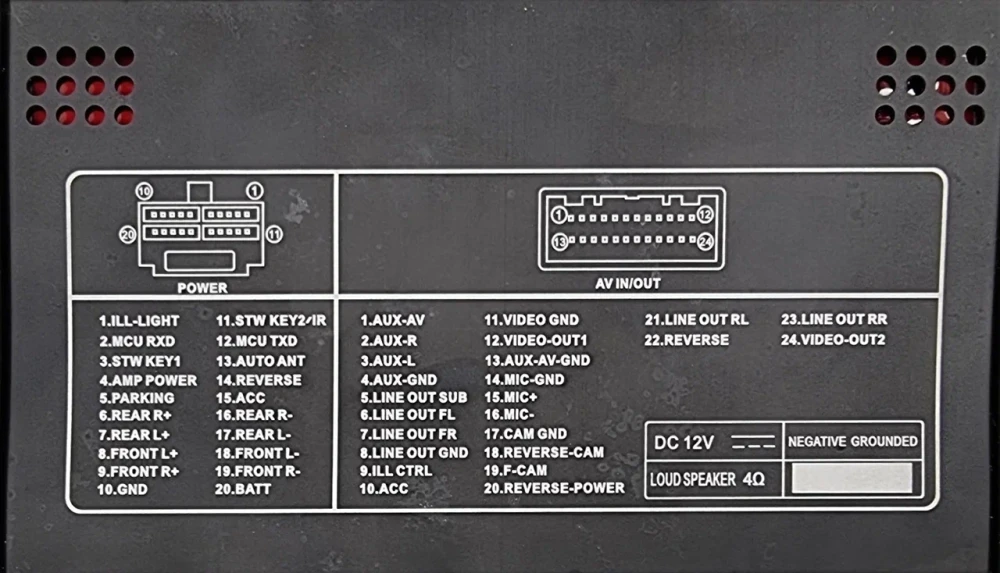 10 1
20 11
POWER
1 12
13 24
AV IN/OUT
1.ILL-LIGHT
2.MCU RXD
3.STW KEY1
4.AMP POWER
5.PARKING
6.REAR R+
7.REAR L+
8.FRONT L+
9.FRONT R+
10.GND
11.STW KEY2/IR
12.MCU TXD
13.AUTO ANT
14.REVERSE
15.ACC
16.REAR R-
17.REAR L-
18.FRONT L-
19.FRONT R-
20.BATT
1.AUX-AV
2.AUX-R
3.AUX-L
4.AUX-GND
5.LINE OUT SUB
6.LINE OUT FL
7.LINE OUT FR
8.LINE OUT GND
9.ILL CTRL
10.ACC
11.VIDEO GND
12.VIDEO-OUT1
13.AUX-AV-GND
14.MIC-GND
15.MIC+
16.MIC-
17.CAM GND
18.REVERSE-CAM
19.F-CAM
20.REVERSE-POWER
21.LINE OUT RL
22.REVERSE
23.LINE OUT RR
24.VIDEO-OUT2
DC 12V
NEGATIVE GROUNDED
LOUD SPEAKER 4Ω